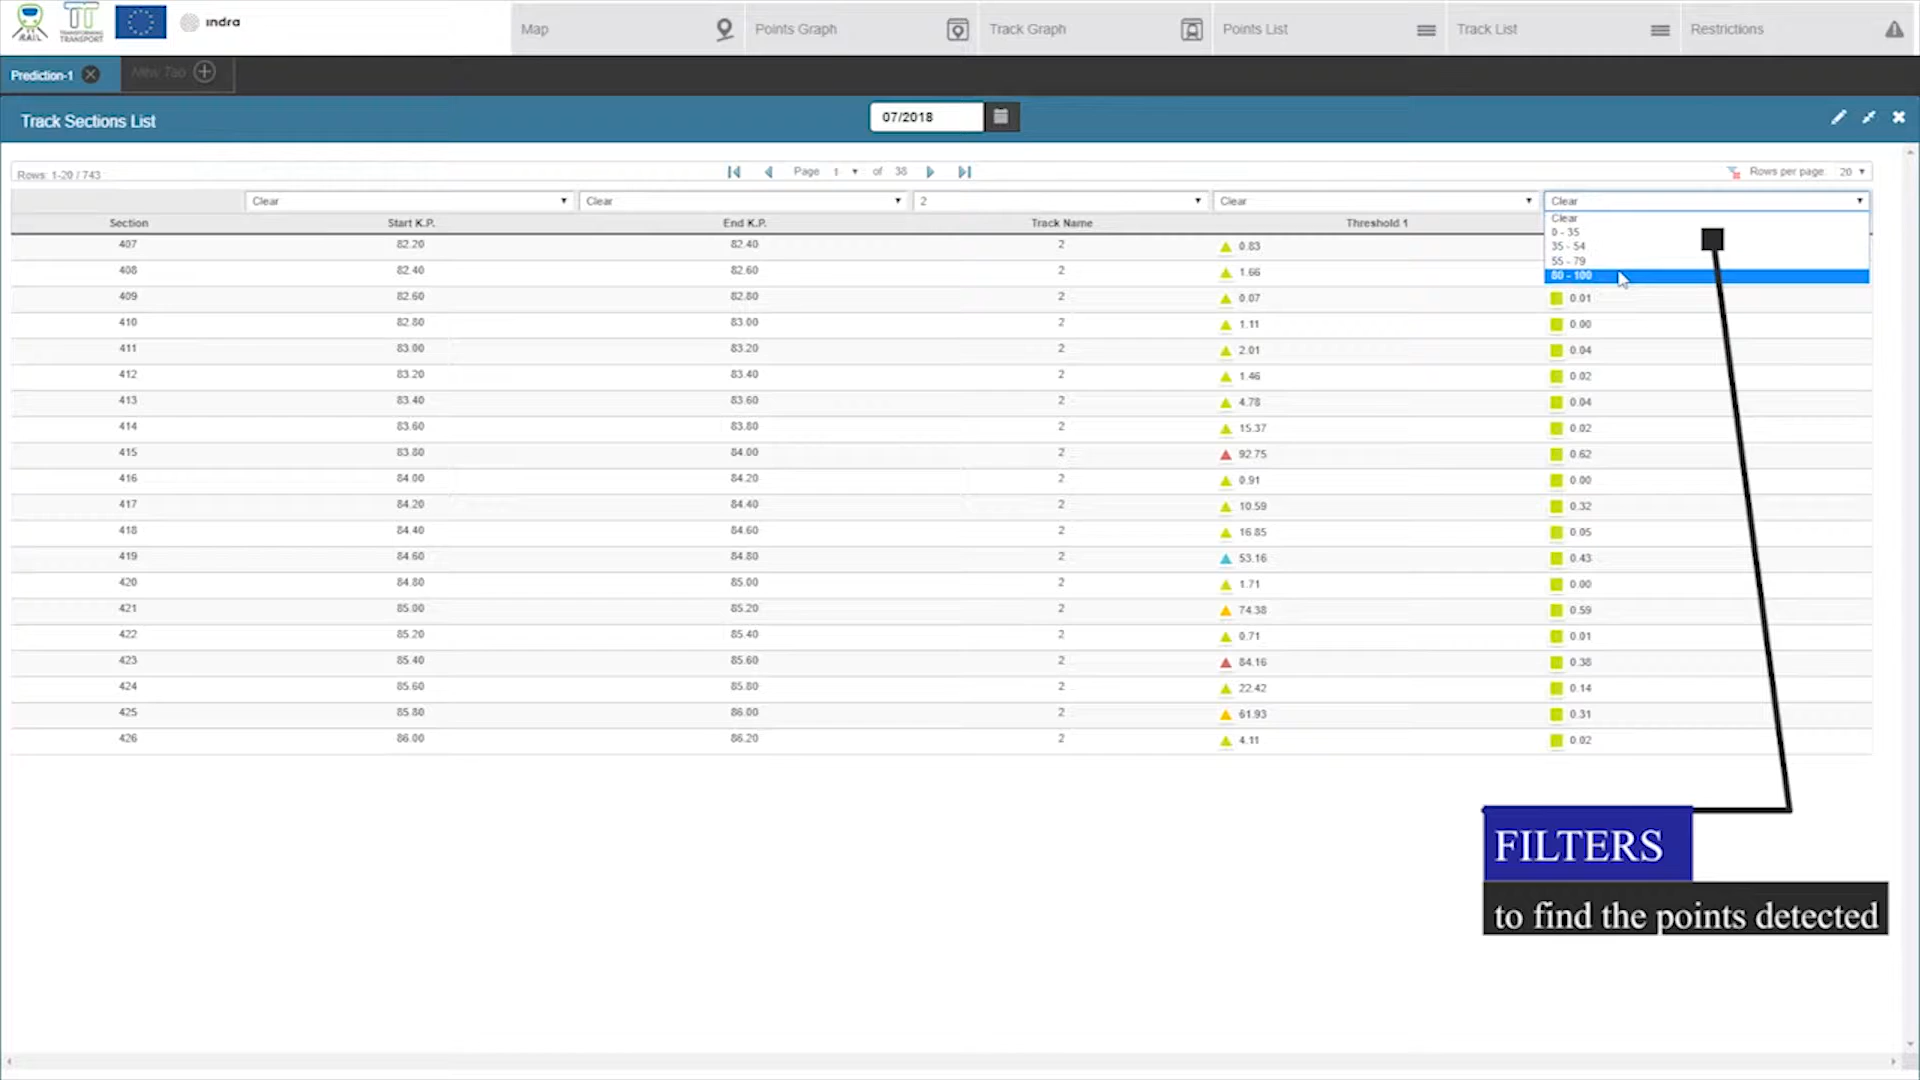 RAIL
TRANSFORMING
TRANSPORT
indra
Map
Points Graph
Track Graph
Points List
Track List
Restrictions
Prediction-1
New Tab
Track Sections List
07/2018
Rows: 1-20 / 743
Page 1 of 38
Rows per page: 20
Clear Clear 2 Clear Clear
Section Start K.P. End K.P. Track Name Threshold 1
Clear
0 - 35
35 - 54
55 - 79
80 - 100
407 82.20 82.40 2 0.83
408 82.40 82.60 2 1.66
409 82.60 82.80 2 0.07 0.01
410 82.80 83.00 2 1.11 0.00
411 83.00 83.20 2 2.01 0.04
412 83.20 83.40 2 1.46 0.02
413 83.40 83.60 2 4.78 0.04
414 83.60 83.80 2 15.37 0.02
415 83.80 84.00 2 92.75 0.62
416 84.00 84.20 2 0.91 0.00
417 84.20 84.40 2 10.59 0.32
418 84.40 84.60 2 16.85 0.05
419 84.60 84.80 2 53.16 0.43
420 84.80 85.00 2 1.71 0.00
421 85.00 85.20 2 74.38 0.59
422 85.20 85.40 2 0.71 0.01
423 85.40 85.60 2 84.16 0.38
424 85.60 85.80 2 22.42 0.14
425 85.80 86.00 2 61.93 0.31
426 86.00 86.20 2 4.11 0.02
FILTERS
to find the points detected